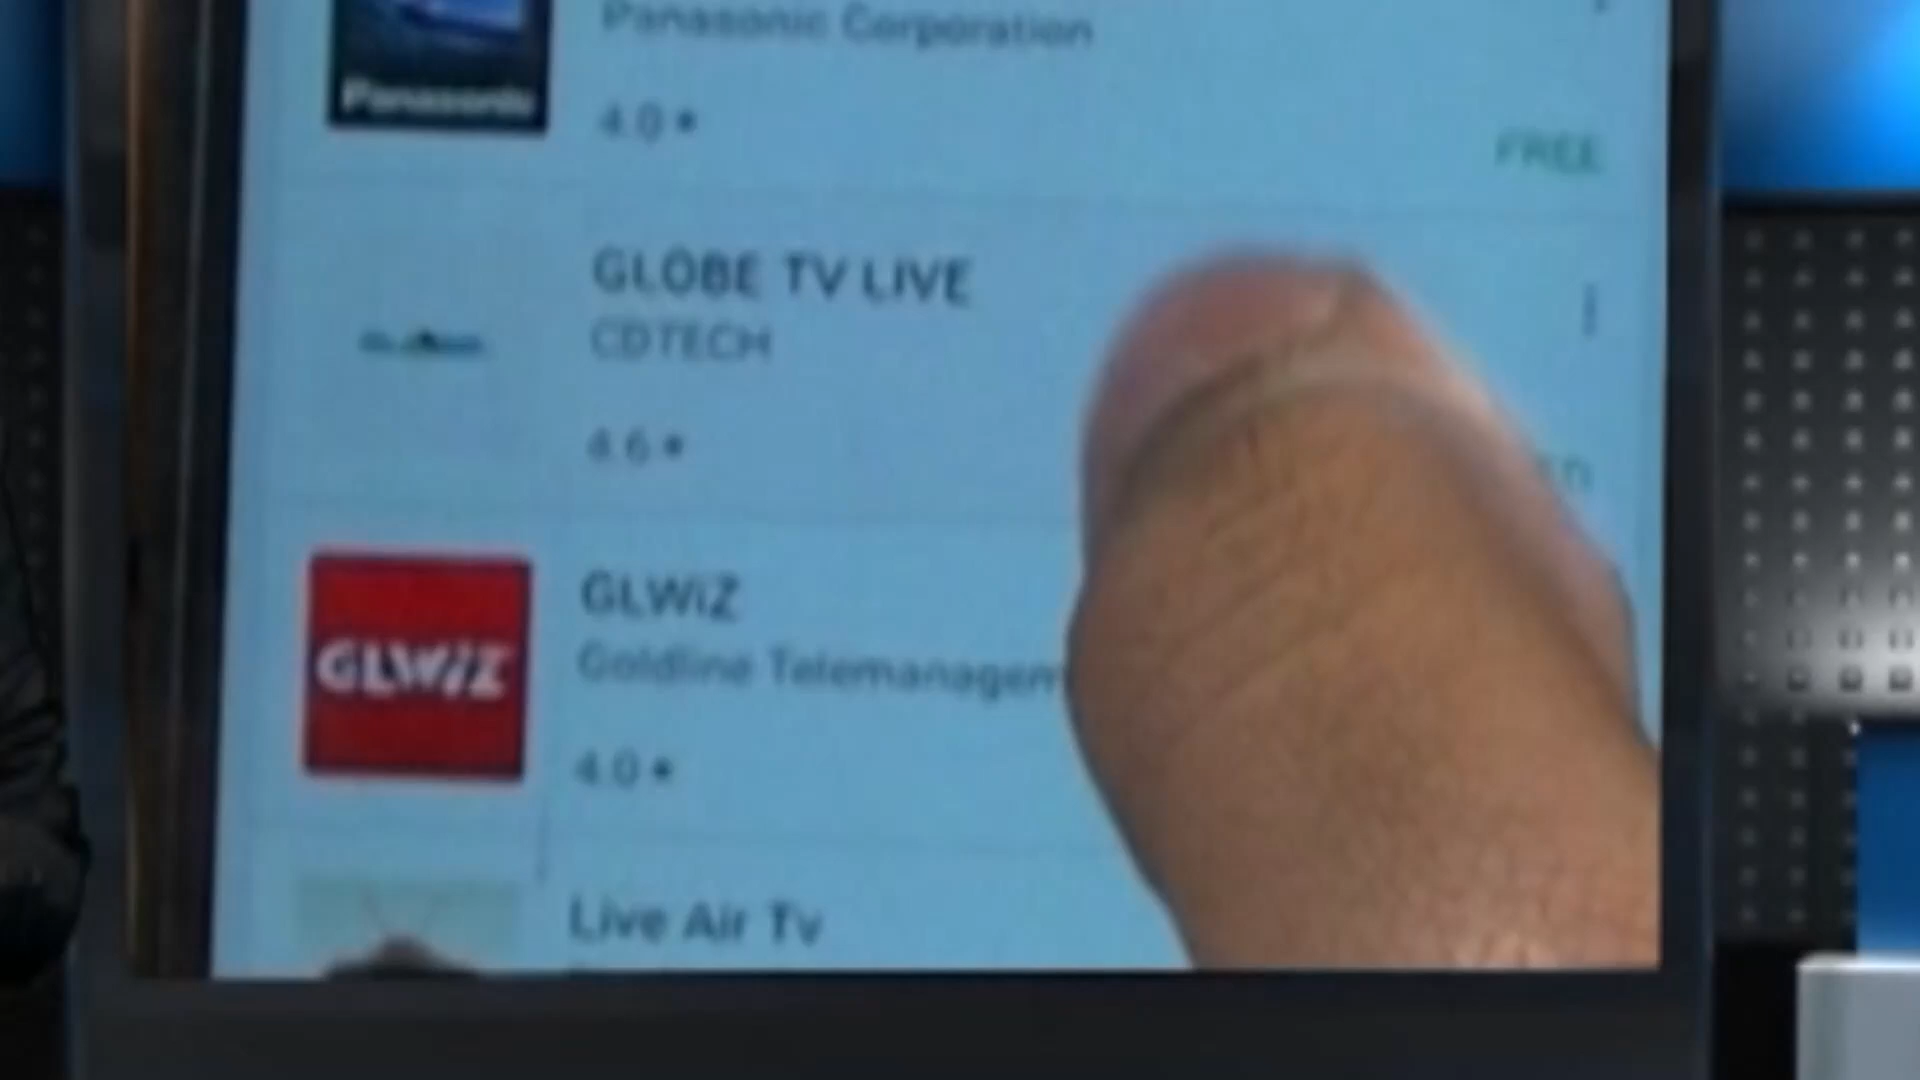 Panasonic Corporation
Panasonic
4.0 ★
FREE
GLOBE TV LIVE
CDTECH
4.6 ★
GLWiZ
Goldline Telemanagem
GLWiZ
4.0 ★
Live Air Tv